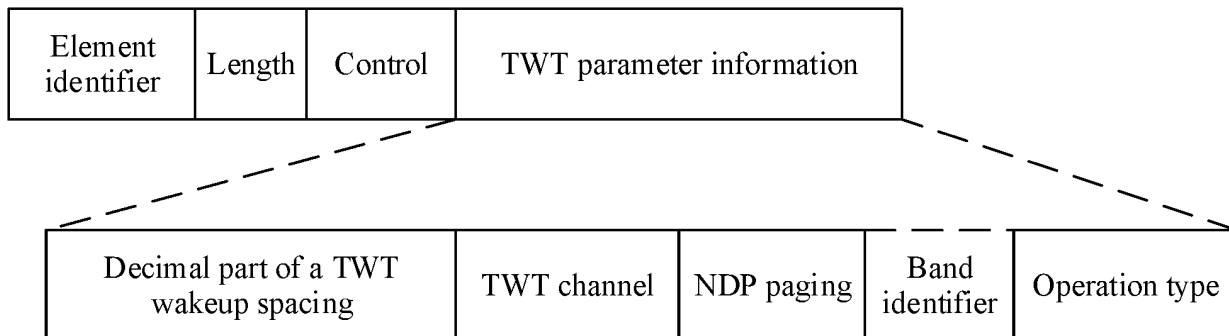 Element
identifier
Length
Control
TWT parameter information
Decimal part of a TWT
wakeup spacing
TWT channel
NDP paging
Band
identifier
Operation type